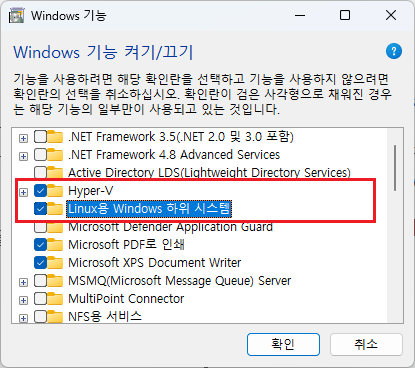 Windows 기능
Windows 기능 켜기/끄기
기능을 사용하려면 해당 확인란을 선택하고 기능을 사용하지 않으려면
확인란의 선택을 취소하십시오. 확인란이 검은 사각형으로 채워진 경우
는 해당 기능의 일부만이 사용되고 있는 것입니다.
.NET Framework 3.5(.NET 2.0 및 3.0 포함)
.NET Framework 4.8 Advanced Services
Active Directory LDS(Lightweight Directory Services)
Hyper-V
Linux용 Windows 하위 시스템
Microsoft Defender Application Guard
Microsoft PDF로 인쇄
Microsoft XPS Document Writer
MSMQ(Microsoft Message Queue) Server
MultiPoint Connector
NFS용 서비스
확인
취소